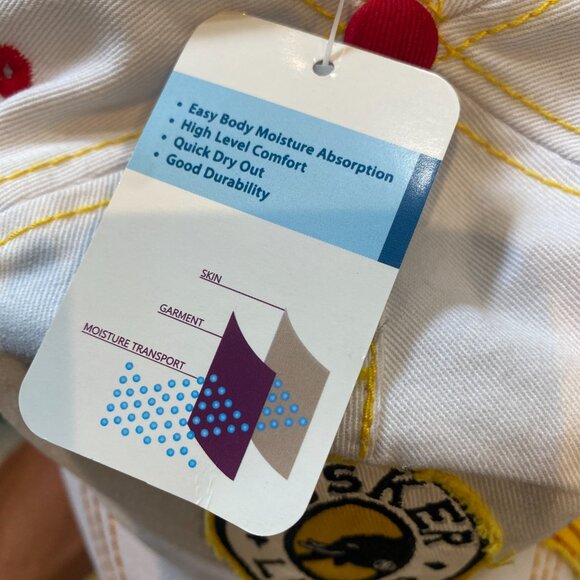 • Easy Body Moisture Absorption
• High Level Comfort
• Quick Dry Out
• Good Durability
SKIN
GARMENT
MOISTURE TRANSPORT